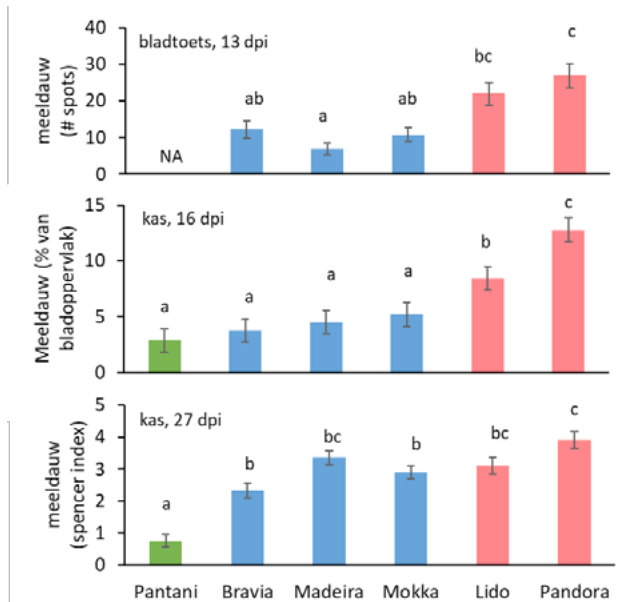 bladtoets, 13 dpi
meeldauw
(# spots)
40
30
20
10
0
NA
ab
a
ab
bc
c
kas, 16 dpi
Meeldauw (% van
bladoppervlak)
15
10
5
0
a
a
a
a
b
c
kas, 27 dpi
meeldauw
(spencer index)
5
4
3
2
1
0
a
b
bc
b
bc
c
Pantani Bravia Madeira Mokka Lido Pandora